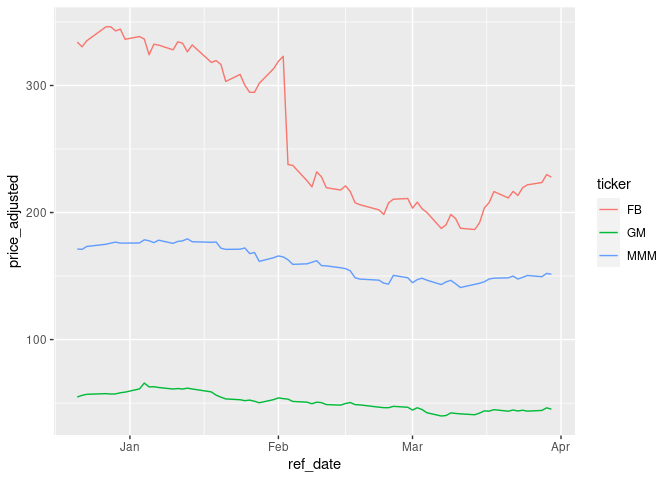 price_adjusted
300
200
100
Jan
Feb
Mar
Apr
ref_date
ticker
FB
GM
MMM